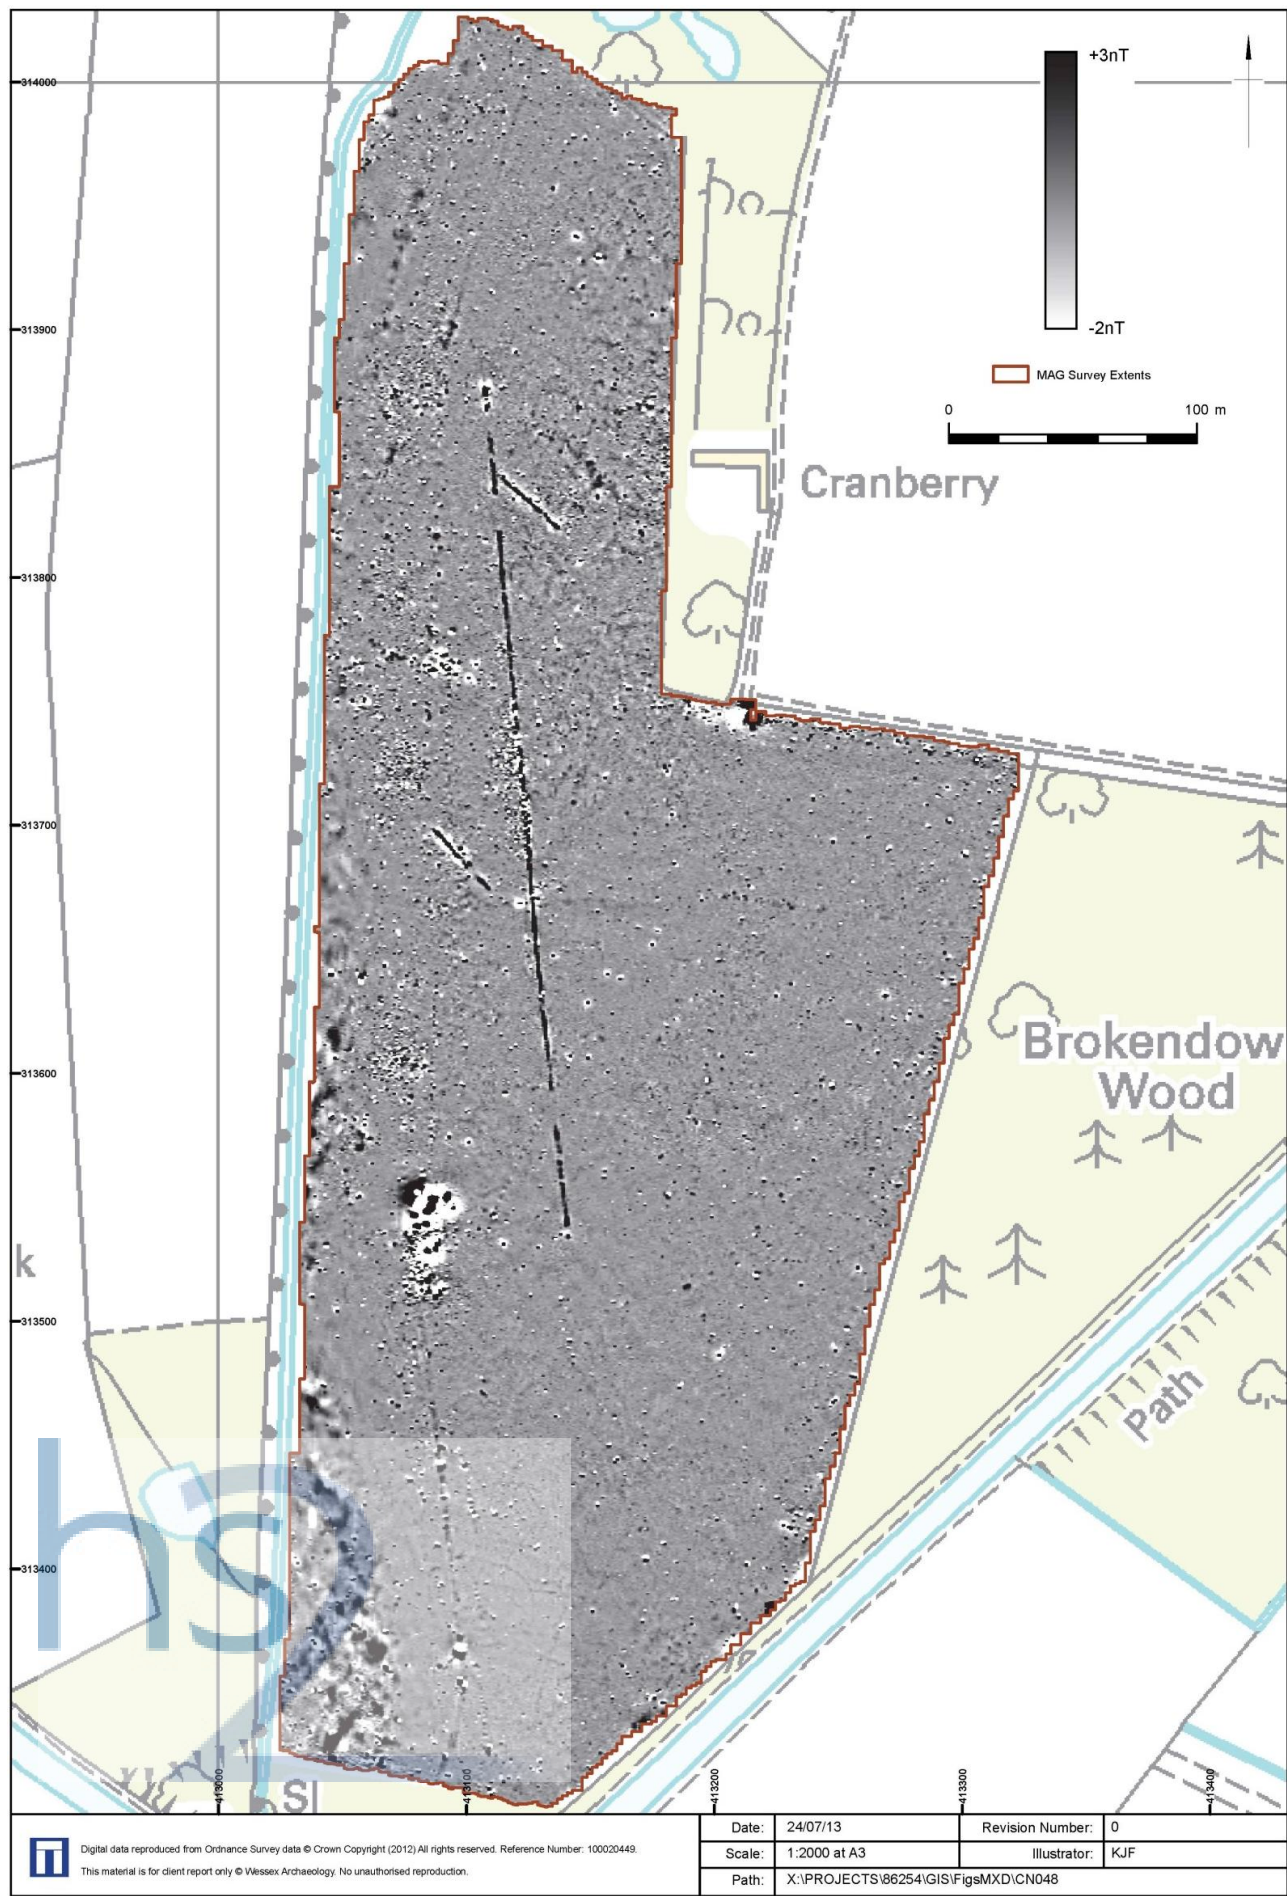 314000
+3nT
-2nT
MAG Survey Extents
0 100 m
313900
Cranberry
313800
313700
Brokendow
Wood
313600
k
313500
Path
hs2
313400
413000
413100
413200
413300
413400
Digital data reproduced from Ordnance Survey data © Crown Copyright (2012) All rights reserved. Reference Number: 100020449.
This material is for client report only © Wessex Archaeology. No unauthorised reproduction.
Date: 24/07/13 Revision Number: 0
Scale: 1:2000 at A3 Illustrator: KJF
Path: X:\PROJECTS\86254\GIS\FigsMXD\CN048